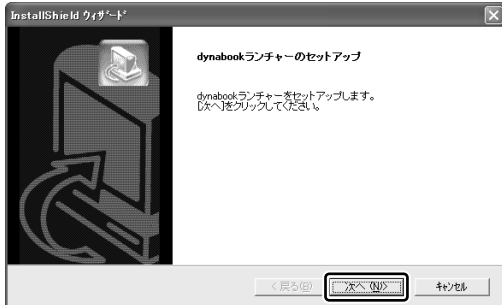 InstallShield ウィザード
dynabookランチャーのセットアップ
dynabookランチャーをセットアップします。
[次へ]をクリックしてください。
< 戻る(B)
次へ (N)>
キャンセル